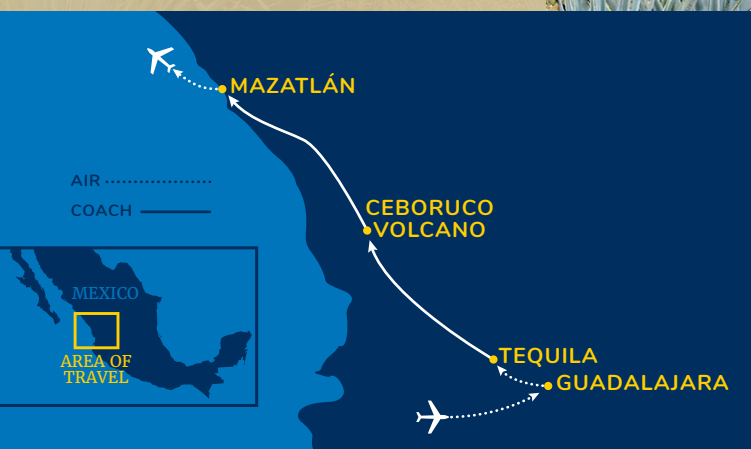 MAZATLÁN
AIR
COACH
CEBORUCO
VOLCANO
MEXICO
AREA OF
TRAVEL
TEQUILA
GUADALAJARA